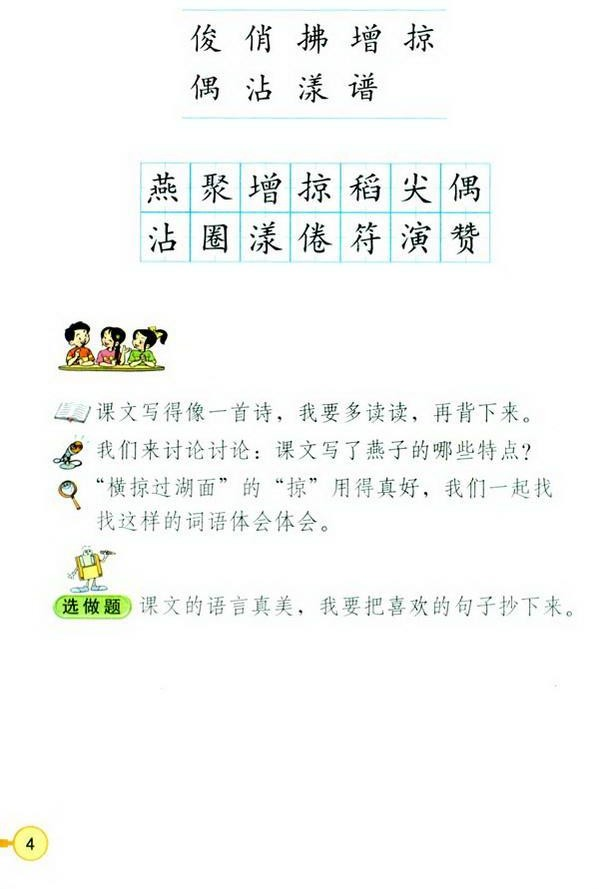 俊 俏 拂 增 掠
偶 沾 漾 谱
燕 聚 增 掠 稻 尖 偶
沾 圈 漾 倦 符 演 赞
课文写得像一首诗，我要多读读，再背下来。
我们来讨论讨论：课文写了燕子的哪些特点？
“横掠过湖面”的“掠”用得真好，我们一起找
找这样的词语体会体会。
选做题 课文的语言真美，我要把喜欢的句子抄下来。
4